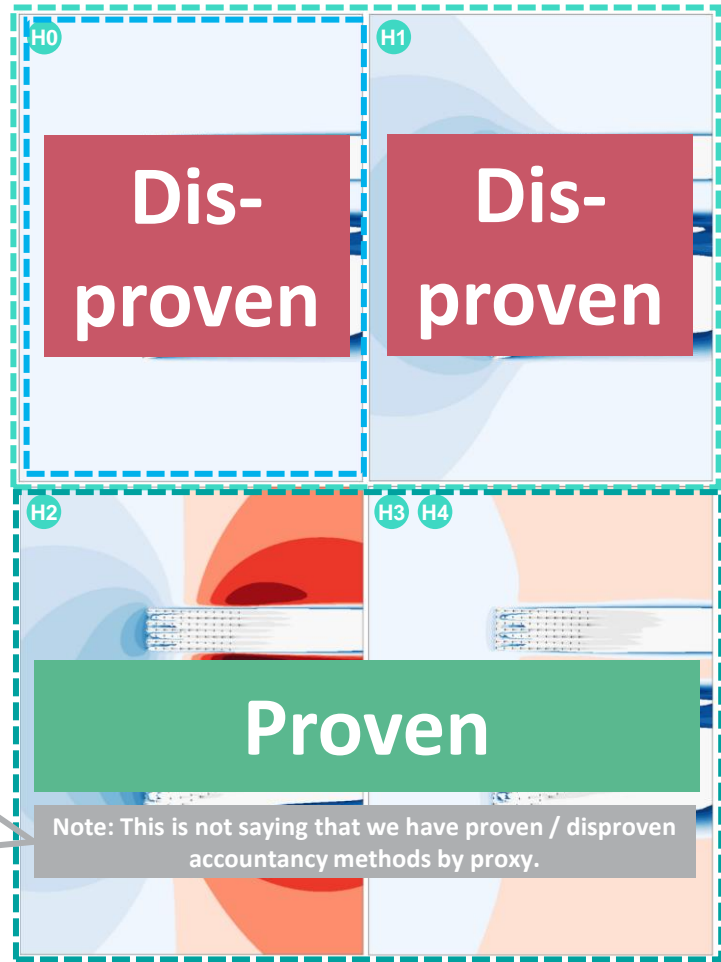 H0
H1
Dis-
proven
Dis-
proven
H2
H3 H4
Proven
Note: This is not saying that we have proven / disproven
accountancy methods by proxy.